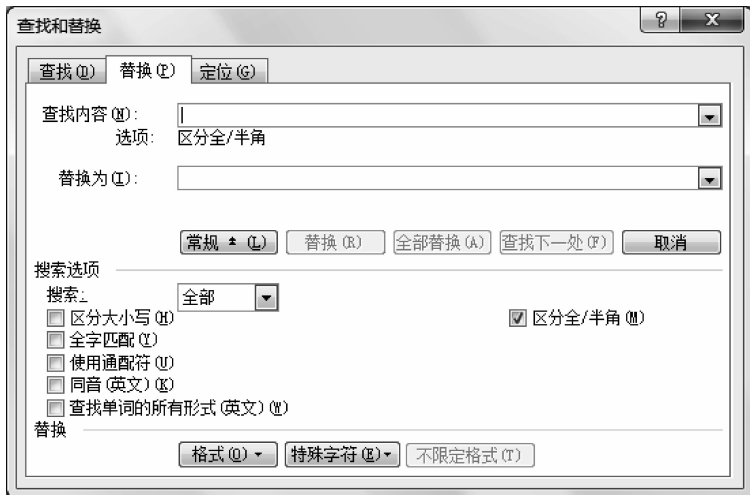 查找和替换
查找(D) 替换(P) 定位(G)
查找内容(N):
选项: 区分全/半角
替换为(I):
常规 (L) 替换(R) 全部替换(A) 查找下一处(F) 取消
搜索选项
搜索: 全部
区分大小写(H) 区分全/半角(M)
全字匹配(Y)
使用通配符(U)
同音(英文)(K)
查找单词的所有形式(英文)(W)
替换
格式(O) 特殊字符(E) 不限定格式(T)